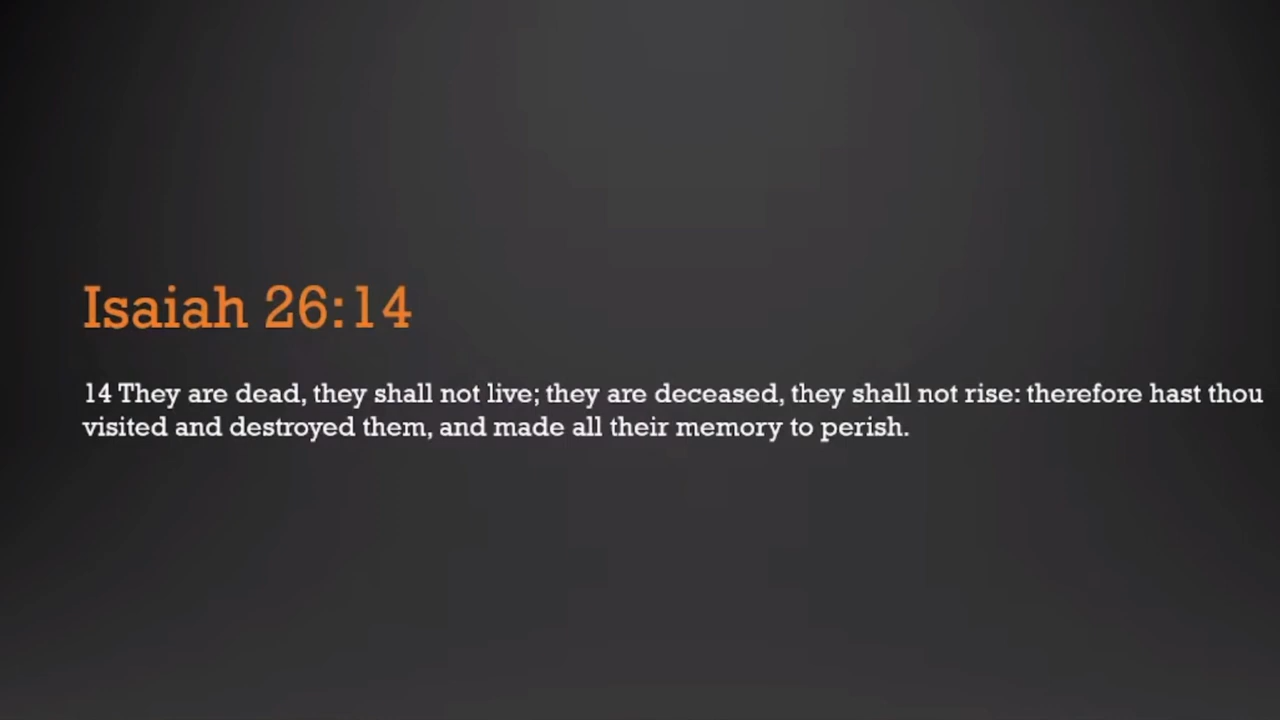 Isaiah 26:14
14 They are dead, they shall not live; they are deceased, they shall not rise: therefore hast thou
visited and destroyed them, and made all their memory to perish.